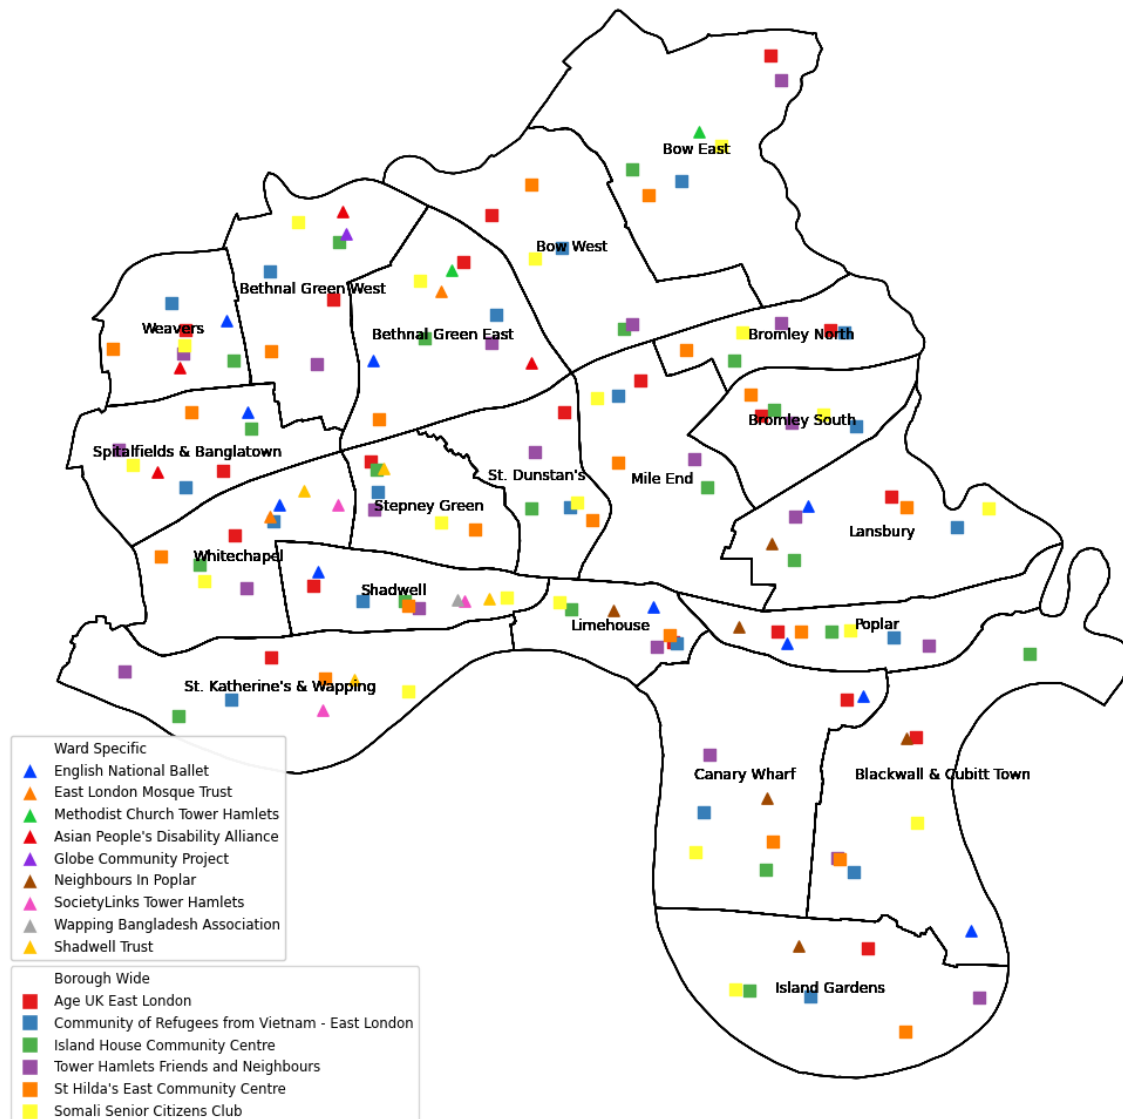 Bow East
Bow West
Bethnal Green West
Weavers
Bethnal Green East
Bromley North
Bromley South
Spitalfields & Banglatown
St. Dunstan's
Mile End
Stepney Green
Lansbury
Whitechapel
Shadwell
Limehouse
Poplar
St. Katherine's & Wapping
Canary Wharf
Blackwall & Cubitt Town
Island Gardens
Ward Specific
English National Ballet
East London Mosque Trust
Methodist Church Tower Hamlets
Asian People's Disability Alliance
Globe Community Project
Neighbours In Poplar
SocietyLinks Tower Hamlets
Wapping Bangladesh Association
Shadwell Trust
Borough Wide
Age UK East London
Community of Refugees from Vietnam - East London
Island House Community Centre
Tower Hamlets Friends and Neighbours
St Hilda's East Community Centre
Somali Senior Citizens Club